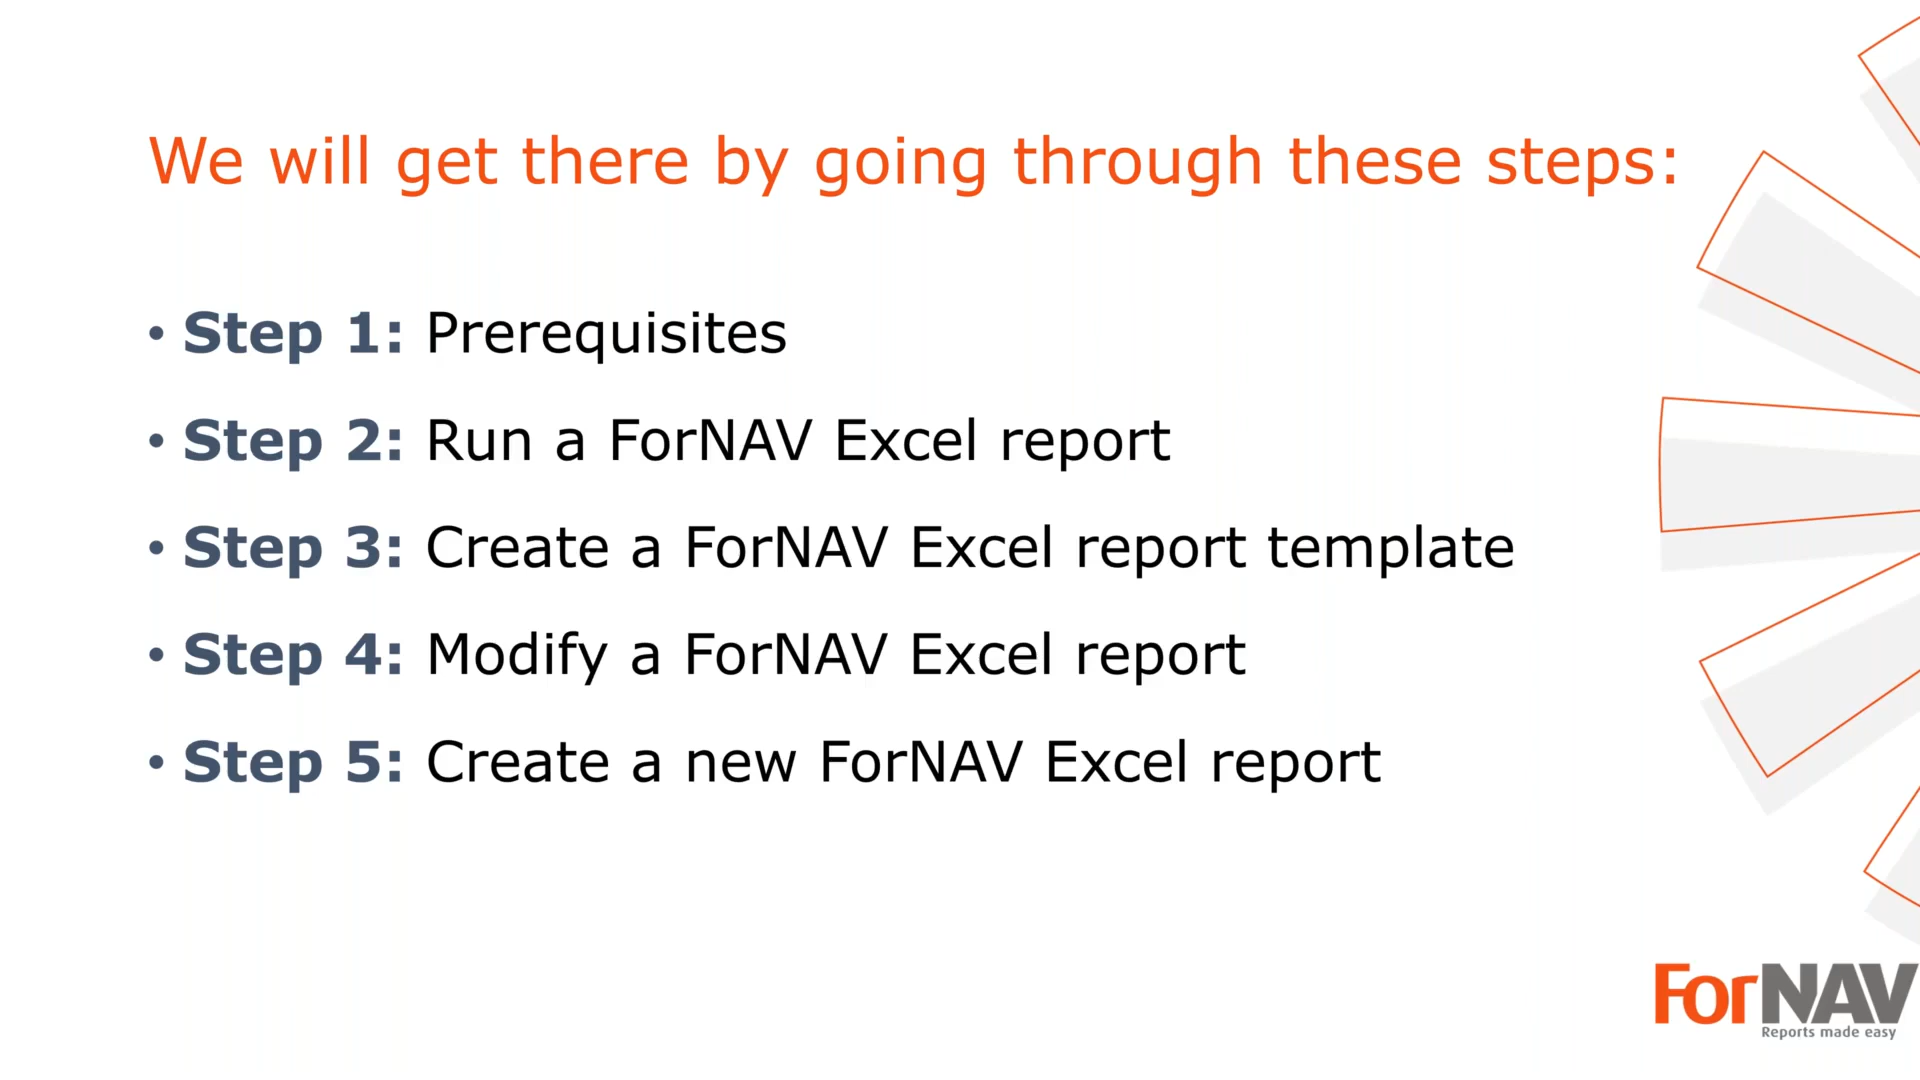 We will get there by going through these steps:
• Step 1: Prerequisites
• Step 2: Run a ForNAV Excel report
• Step 3: Create a ForNAV Excel report template
• Step 4: Modify a ForNAV Excel report
• Step 5: Create a new ForNAV Excel report
ForNAV
Reports made easy